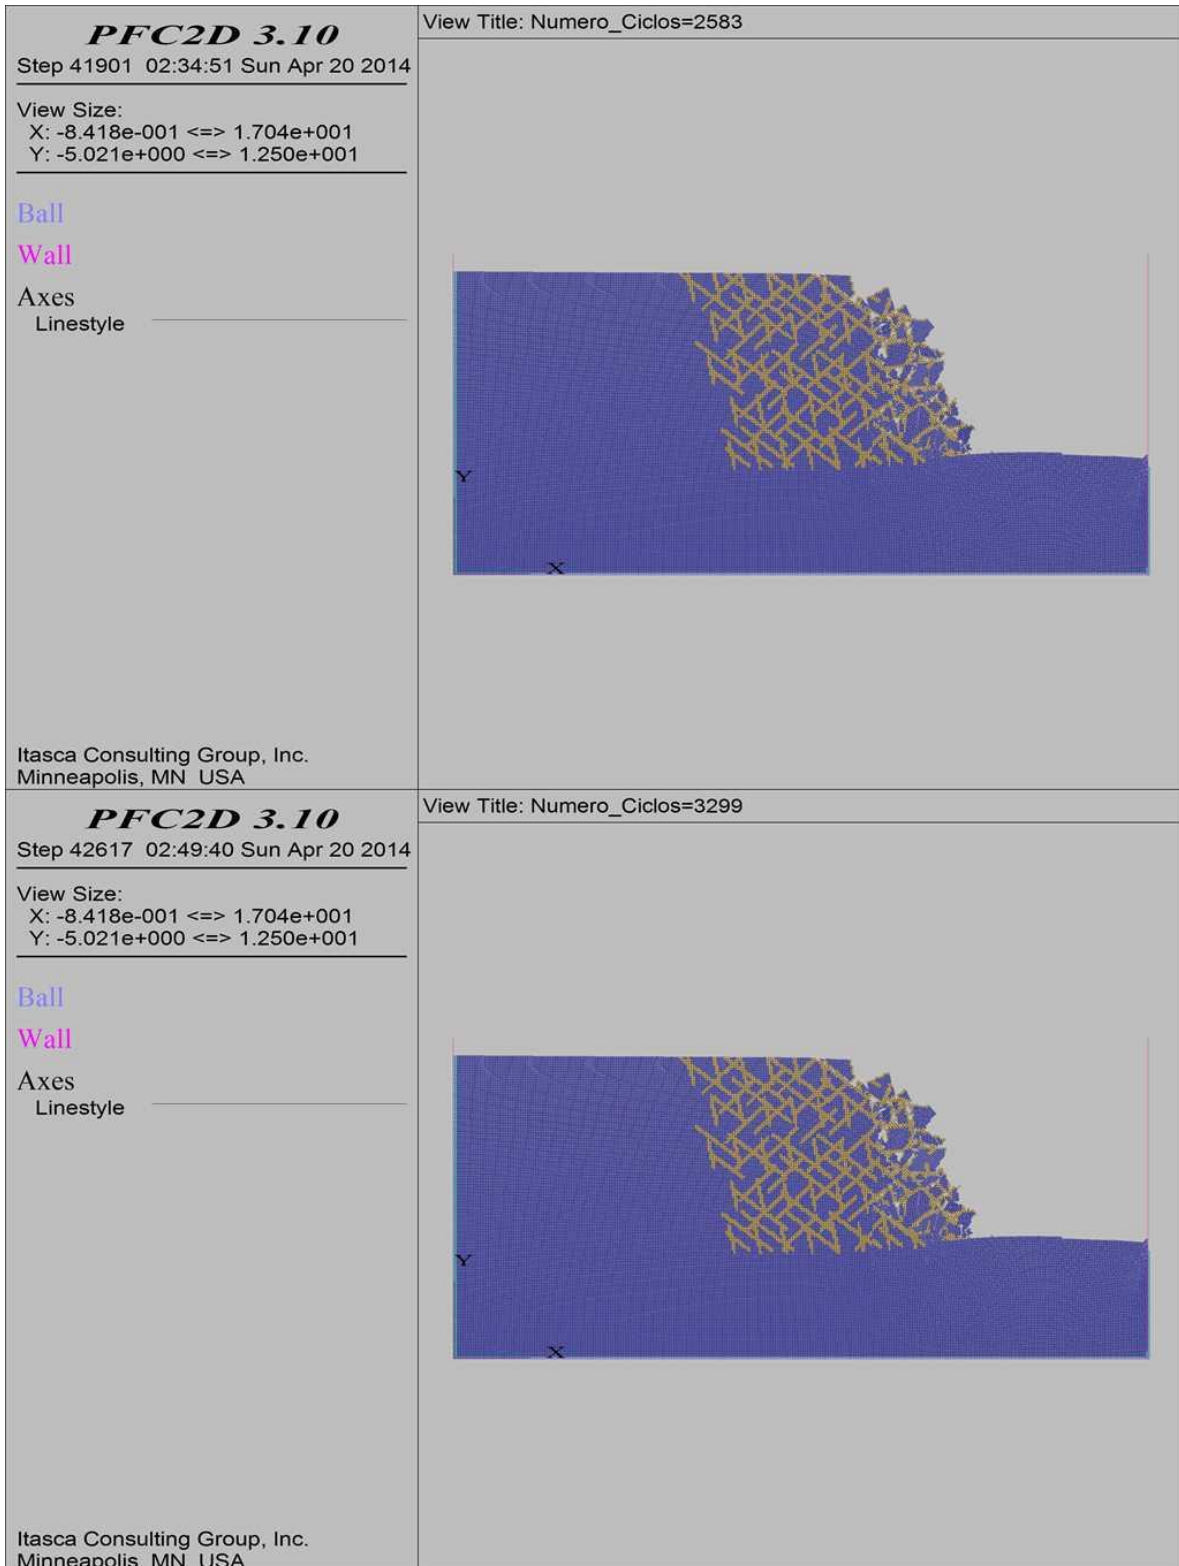 PFC2D 3.10
Step 41901 02:34:51 Sun Apr 20 2014
View Size:
X: -8.418e-001 <=> 1.704e+001
Y: -5.021e+000 <=> 1.250e+001
Ball
Wall
Axes
Linestyle
Itasca Consulting Group, Inc.
Minneapolis, MN USA
View Title: Numero_Ciclos=2583
Y
X
PFC2D 3.10
Step 42617 02:49:40 Sun Apr 20 2014
View Size:
X: -8.418e-001 <=> 1.704e+001
Y: -5.021e+000 <=> 1.250e+001
Ball
Wall
Axes
Linestyle
Itasca Consulting Group, Inc.
Minneapolis, MN USA
View Title: Numero_Ciclos=3299
Y
X